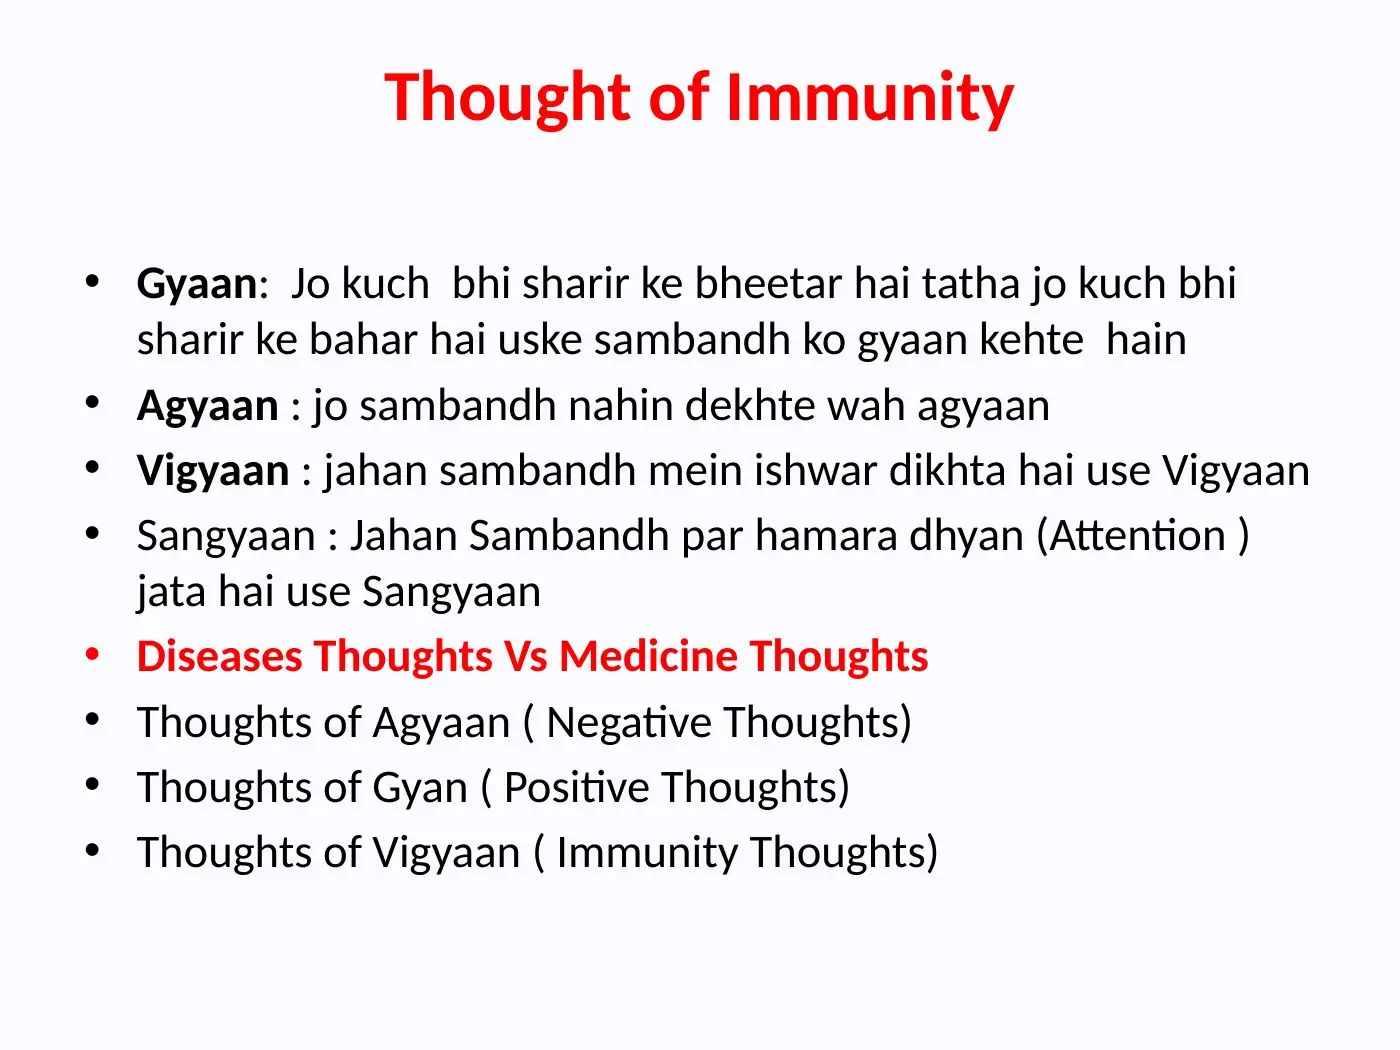 Thought of Immunity
• Gyaan:  Jo kuch  bhi sharir ke bheetar hai tatha jo kuch bhi
sharir ke bahar hai uske sambandh ko gyaan kehte  hain
• Agyaan : jo sambandh nahin dekhte wah agyaan
• Vigyaan : jahan sambandh mein ishwar dikhta hai use Vigyaan
• Sangyaan : Jahan Sambandh par hamara dhyan (Attention )
jata hai use Sangyaan
• Diseases Thoughts Vs Medicine Thoughts
• Thoughts of Agyaan ( Negative Thoughts)
• Thoughts of Gyan ( Positive Thoughts)
• Thoughts of Vigyaan ( Immunity Thoughts)